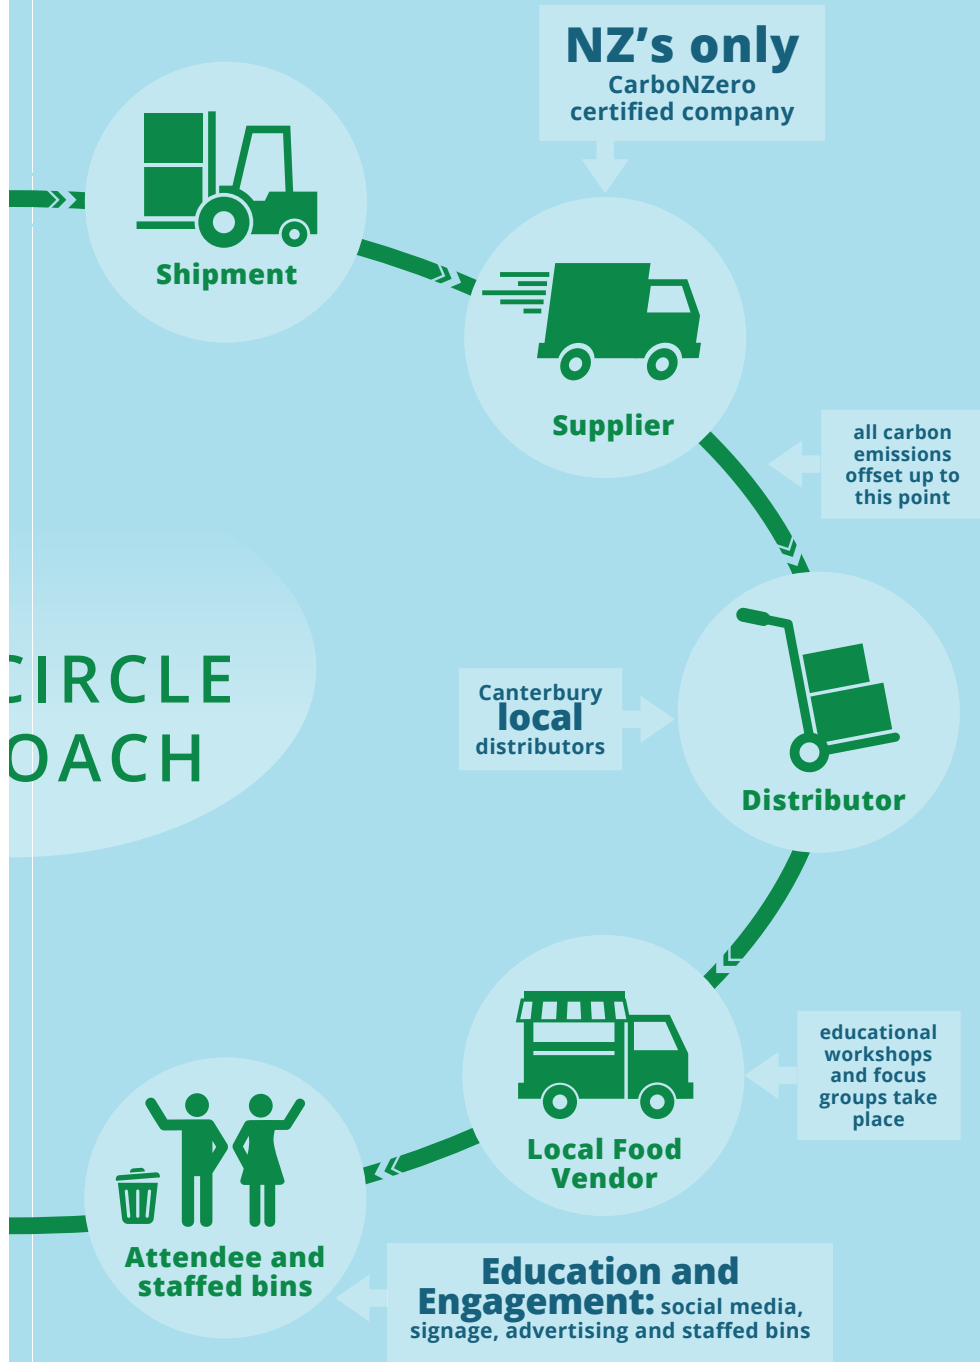 NZ's only
CarboNZero
certified company
Shipment
Supplier
all carbon
emissions
offset up to
this point
CIRCLE
OACH
Canterbury
local
distributors
Distributor
educational
workshops
and focus
groups take
place
Local Food
Vendor
Attendee and
staffed bins
Education and
Engagement: social media,
signage, advertising and staffed bins